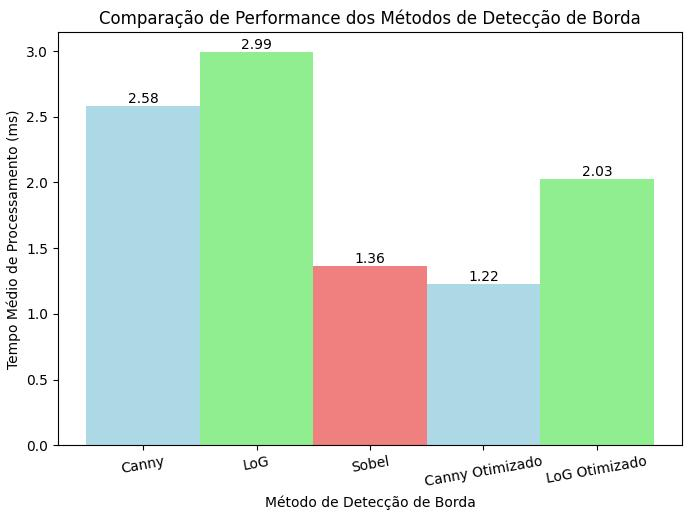 Comparação de Performance dos Métodos de Detecção de Borda
Tempo Médio de Processamento (ms)
3.0
2.5
2.0
1.5
1.0
0.5
0.0
2.58
2.99
1.36
1.22
2.03
Canny
LoG
Sobel
Canny Otimizado
LoG Otimizado
Método de Detecção de Borda